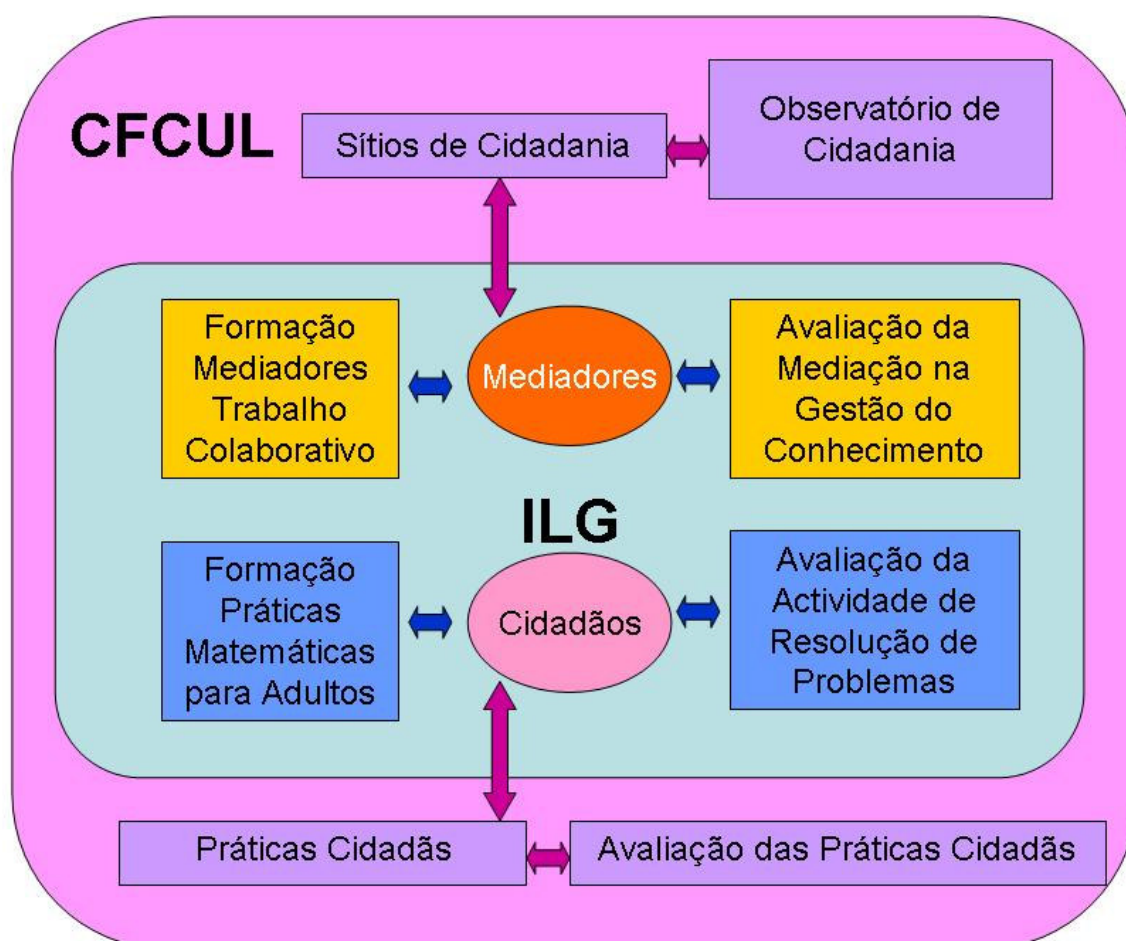 CFCUL
Sítios de Cidadania
Observatório de
Cidadania
Formação
Mediadores
Trabalho
Colaborativo
Mediadores
Avaliação da
Mediação na
Gestão do
Conhecimento
ILG
Formação
Práticas
Matemáticas
para Adultos
Cidadãos
Avaliação da
Actividade de
Resolução de
Problemas
Práticas Cidadãs
Avaliação das Práticas Cidadãs